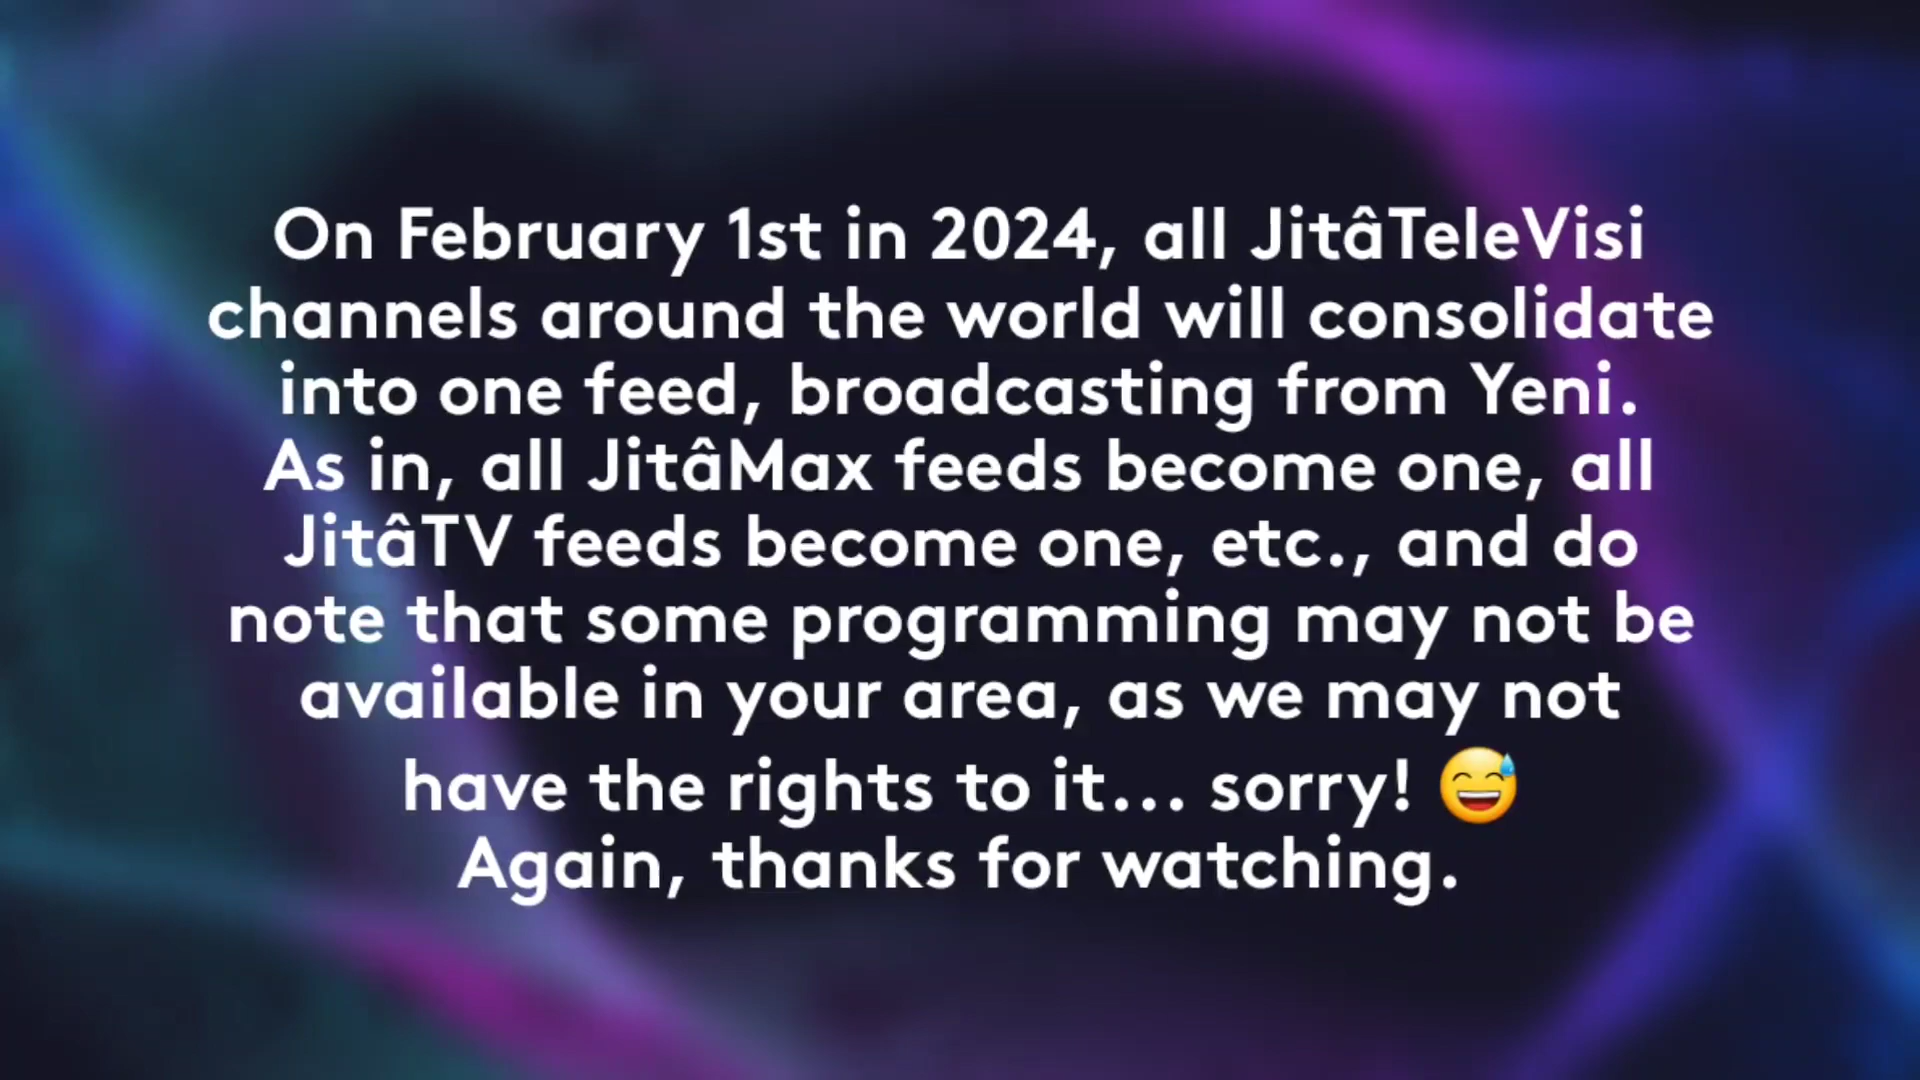 On February 1st in 2024, all JitâTeleVisi
channels around the world will consolidate
into one feed, broadcasting from Yeni.
As in, all JitâMax feeds become one, all
JitâTV feeds become one, etc., and do
note that some programming may not be
available in your area, as we may not
have the rights to it... sorry! 😅
Again, thanks for watching.